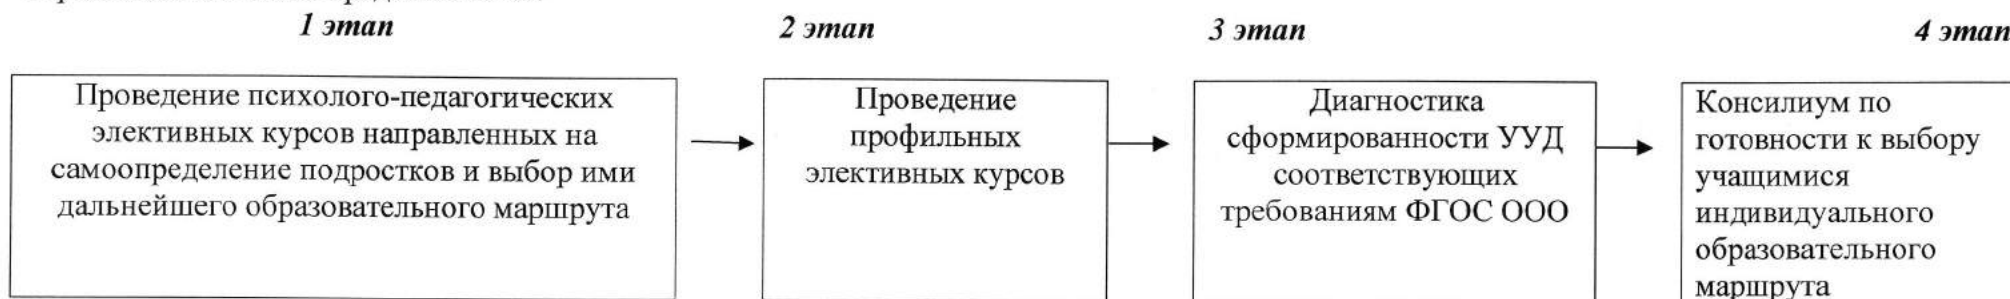 1 этап
2 этап
3 этап
4 этап
Проведение психолого-педагогических
элективных курсов направленных на
самоопределение подростков и выбор ими
дальнейшего образовательного маршрута
Проведение
профильных
элективных курсов
Диагностика
сформированности УУД
соответствующих
требованиям ФГОС ООО
Консилиум по
готовности к выбору
учащимися
индивидуального
образовательного
маршрута